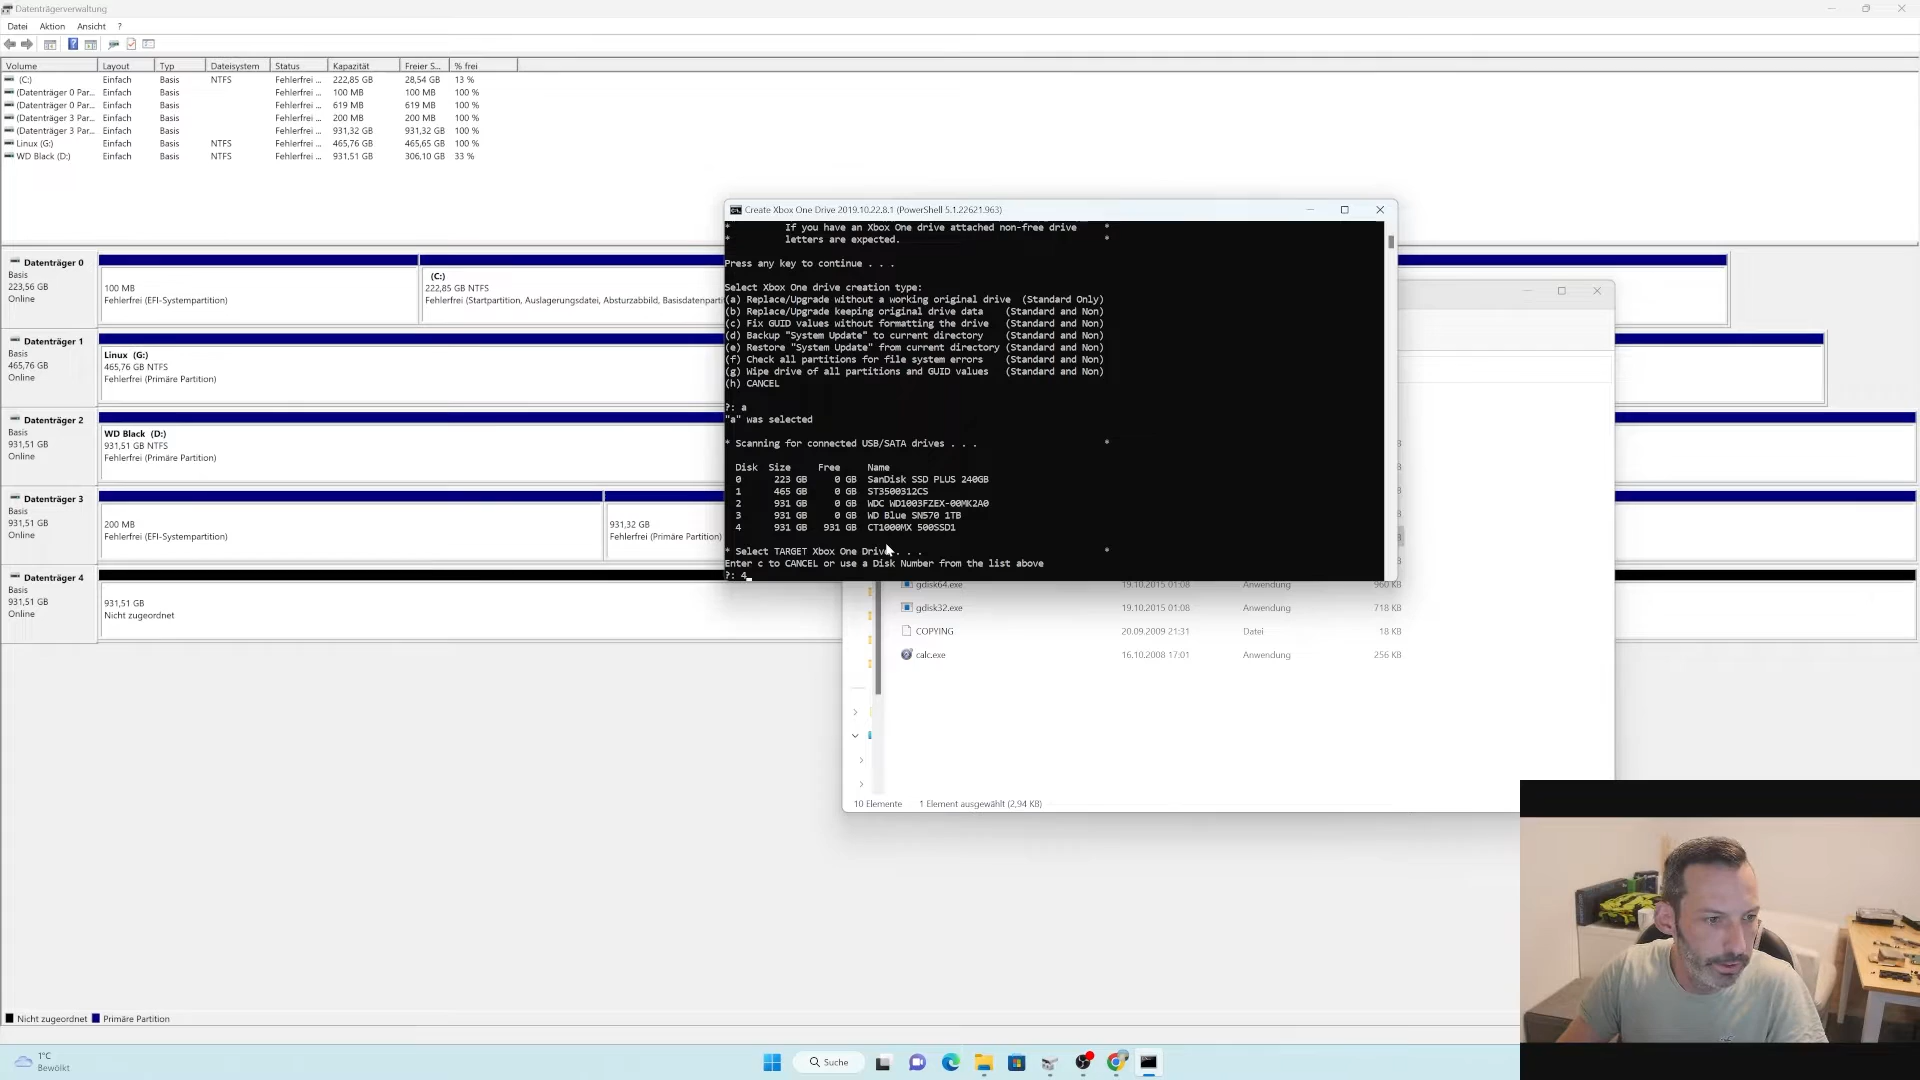 Datenträgerverwaltung
Datei Aktion Ansicht ?
Volume Layout Typ Dateisystem Status Kapazität Freier S... % frei
(C:) Einfach Basis NTFS Fehlerfrei ... 222,85 GB 28,54 GB 13 %
(Datenträger 0 Par... Einfach Basis Fehlerfrei ... 100 MB 100 MB 100 %
(Datenträger 0 Par... Einfach Basis Fehlerfrei ... 619 MB 619 MB 100 %
(Datenträger 3 Par... Einfach Basis Fehlerfrei ... 200 MB 200 MB 100 %
(Datenträger 3 Par... Einfach Basis Fehlerfrei ... 931,32 GB 931,32 GB 100 %
Linux (G:) Einfach Basis NTFS Fehlerfrei ... 465,76 GB 465,65 GB 100 %
WD Black (D:) Einfach Basis NTFS Fehlerfrei ... 931,51 GB 306,10 GB 33 %
Datenträger 0
Basis
223,56 GB
Online
100 MB
Fehlerfrei (EFI-Systempartition)
(C:)
222,85 GB NTFS
Fehlerfrei (Startpartition, Auslagerungsdatei, Absturzabbild, Basisdatenparti
Datenträger 1
Basis
465,76 GB
Online
Linux (G:)
465,76 GB NTFS
Fehlerfrei (Primäre Partition)
Datenträger 2
Basis
931,51 GB
Online
WD Black (D:)
931,51 GB NTFS
Fehlerfrei (Primäre Partition)
Datenträger 3
Basis
931,51 GB
Online
200 MB
Fehlerfrei (EFI-Systempartition)
931,32 GB
Fehlerfrei (Primäre Partition)
Datenträger 4
Basis
931,51 GB
Online
931,51 GB
Nicht zugeordnet
Create Xbox One Drive 2019.10.22.8.1 (PowerShell 5.1.22621.963)
* If you have an Xbox One drive attached non-free drive *
* letters are expected. *
Press any key to continue . . .
Select Xbox One drive creation type:
(a) Replace/Upgrade without a working original drive (Standard Only)
(b) Replace/Upgrade keeping original drive data (Standard and Non)
(c) Fix GUID values without formatting the drive (Standard and Non)
(d) Backup "System Update" to current directory (Standard and Non)
(e) Restore "System Update" from current directory (Standard and Non)
(f) Check all partitions for file system errors (Standard and Non)
(g) Wipe drive of all partitions and GUID values (Standard and Non)
(h) CANCEL
?: a
"a" was selected
* Scanning for connected USB/SATA drives . . . *
Disk Size Free Name
0 223 GB 0 GB SanDisk SSD PLUS 240GB
1 465 GB 0 GB ST3500312CS
2 931 GB 0 GB WDC WD1003FZEX-00MK2A0
3 931 GB 0 GB WD Blue SN570 1TB
4 931 GB 931 GB CT1000MX 500SSD1
* Select TARGET Xbox One Drive . . . *
Enter c to CANCEL or use a Disk Number from the list above
?: 4
gdisk64.exe 19.10.2015 01:08 Anwendung 960 KB
gdisk32.exe 19.10.2015 01:08 Anwendung 718 KB
COPYING 20.09.2009 21:31 Datei 18 KB
calc.exe 16.10.2008 17:01 Anwendung 256 KB
10 Elemente 1 Element ausgewählt (2,94 KB)
Nicht zugeordnet Primäre Partition
1°C
Bewölkt
Suche